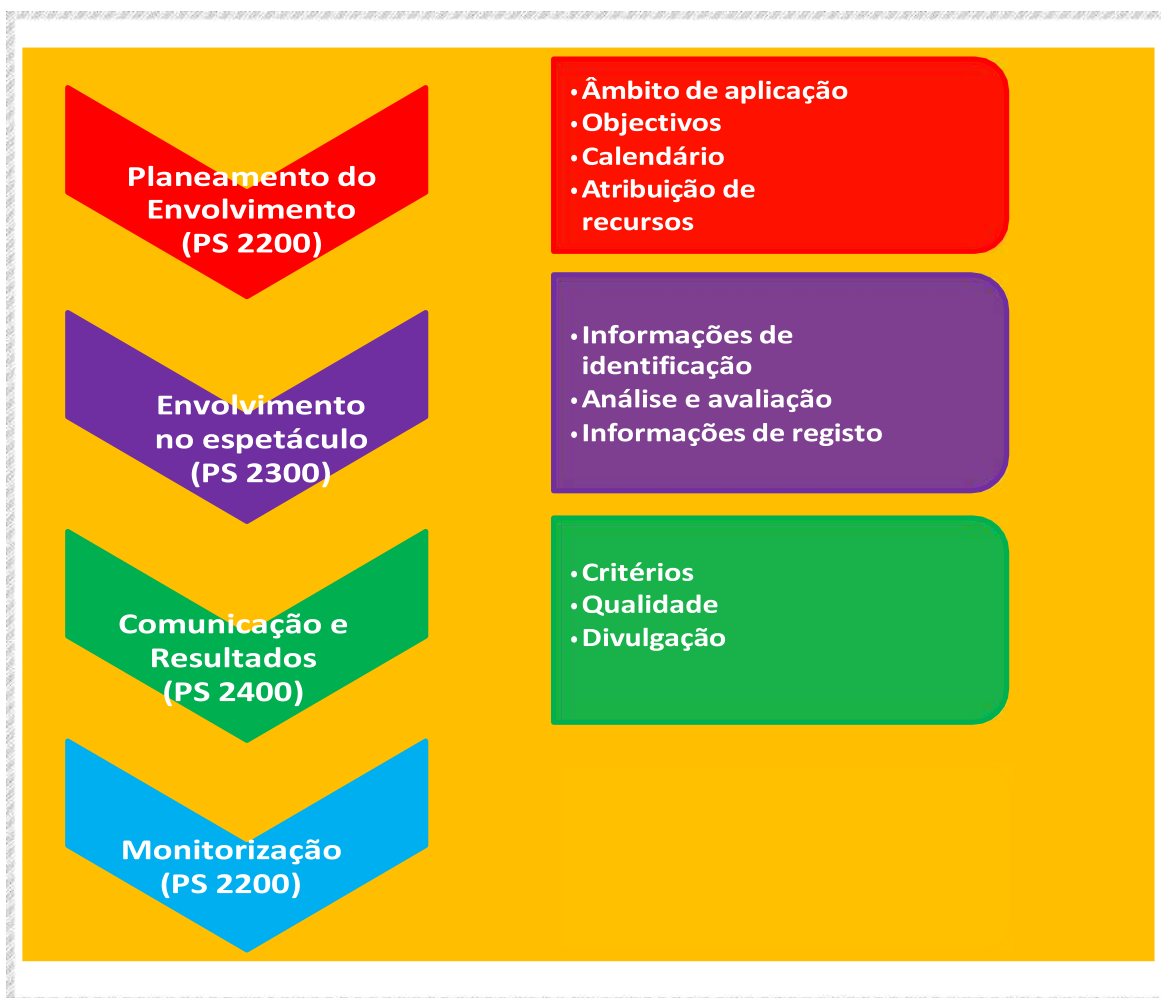 Planeamento do
Envolvimento
(PS 2200)
•Âmbito de aplicação
•Objectivos
•Calendário
•Atribuição de
recursos
Envolvimento
no espetáculo
(PS 2300)
•Informações de
identificação
•Análise e avaliação
•Informações de registo
Comunicação e
Resultados
(PS 2400)
•Critérios
•Qualidade
•Divulgação
Monitorização
(PS 2200)